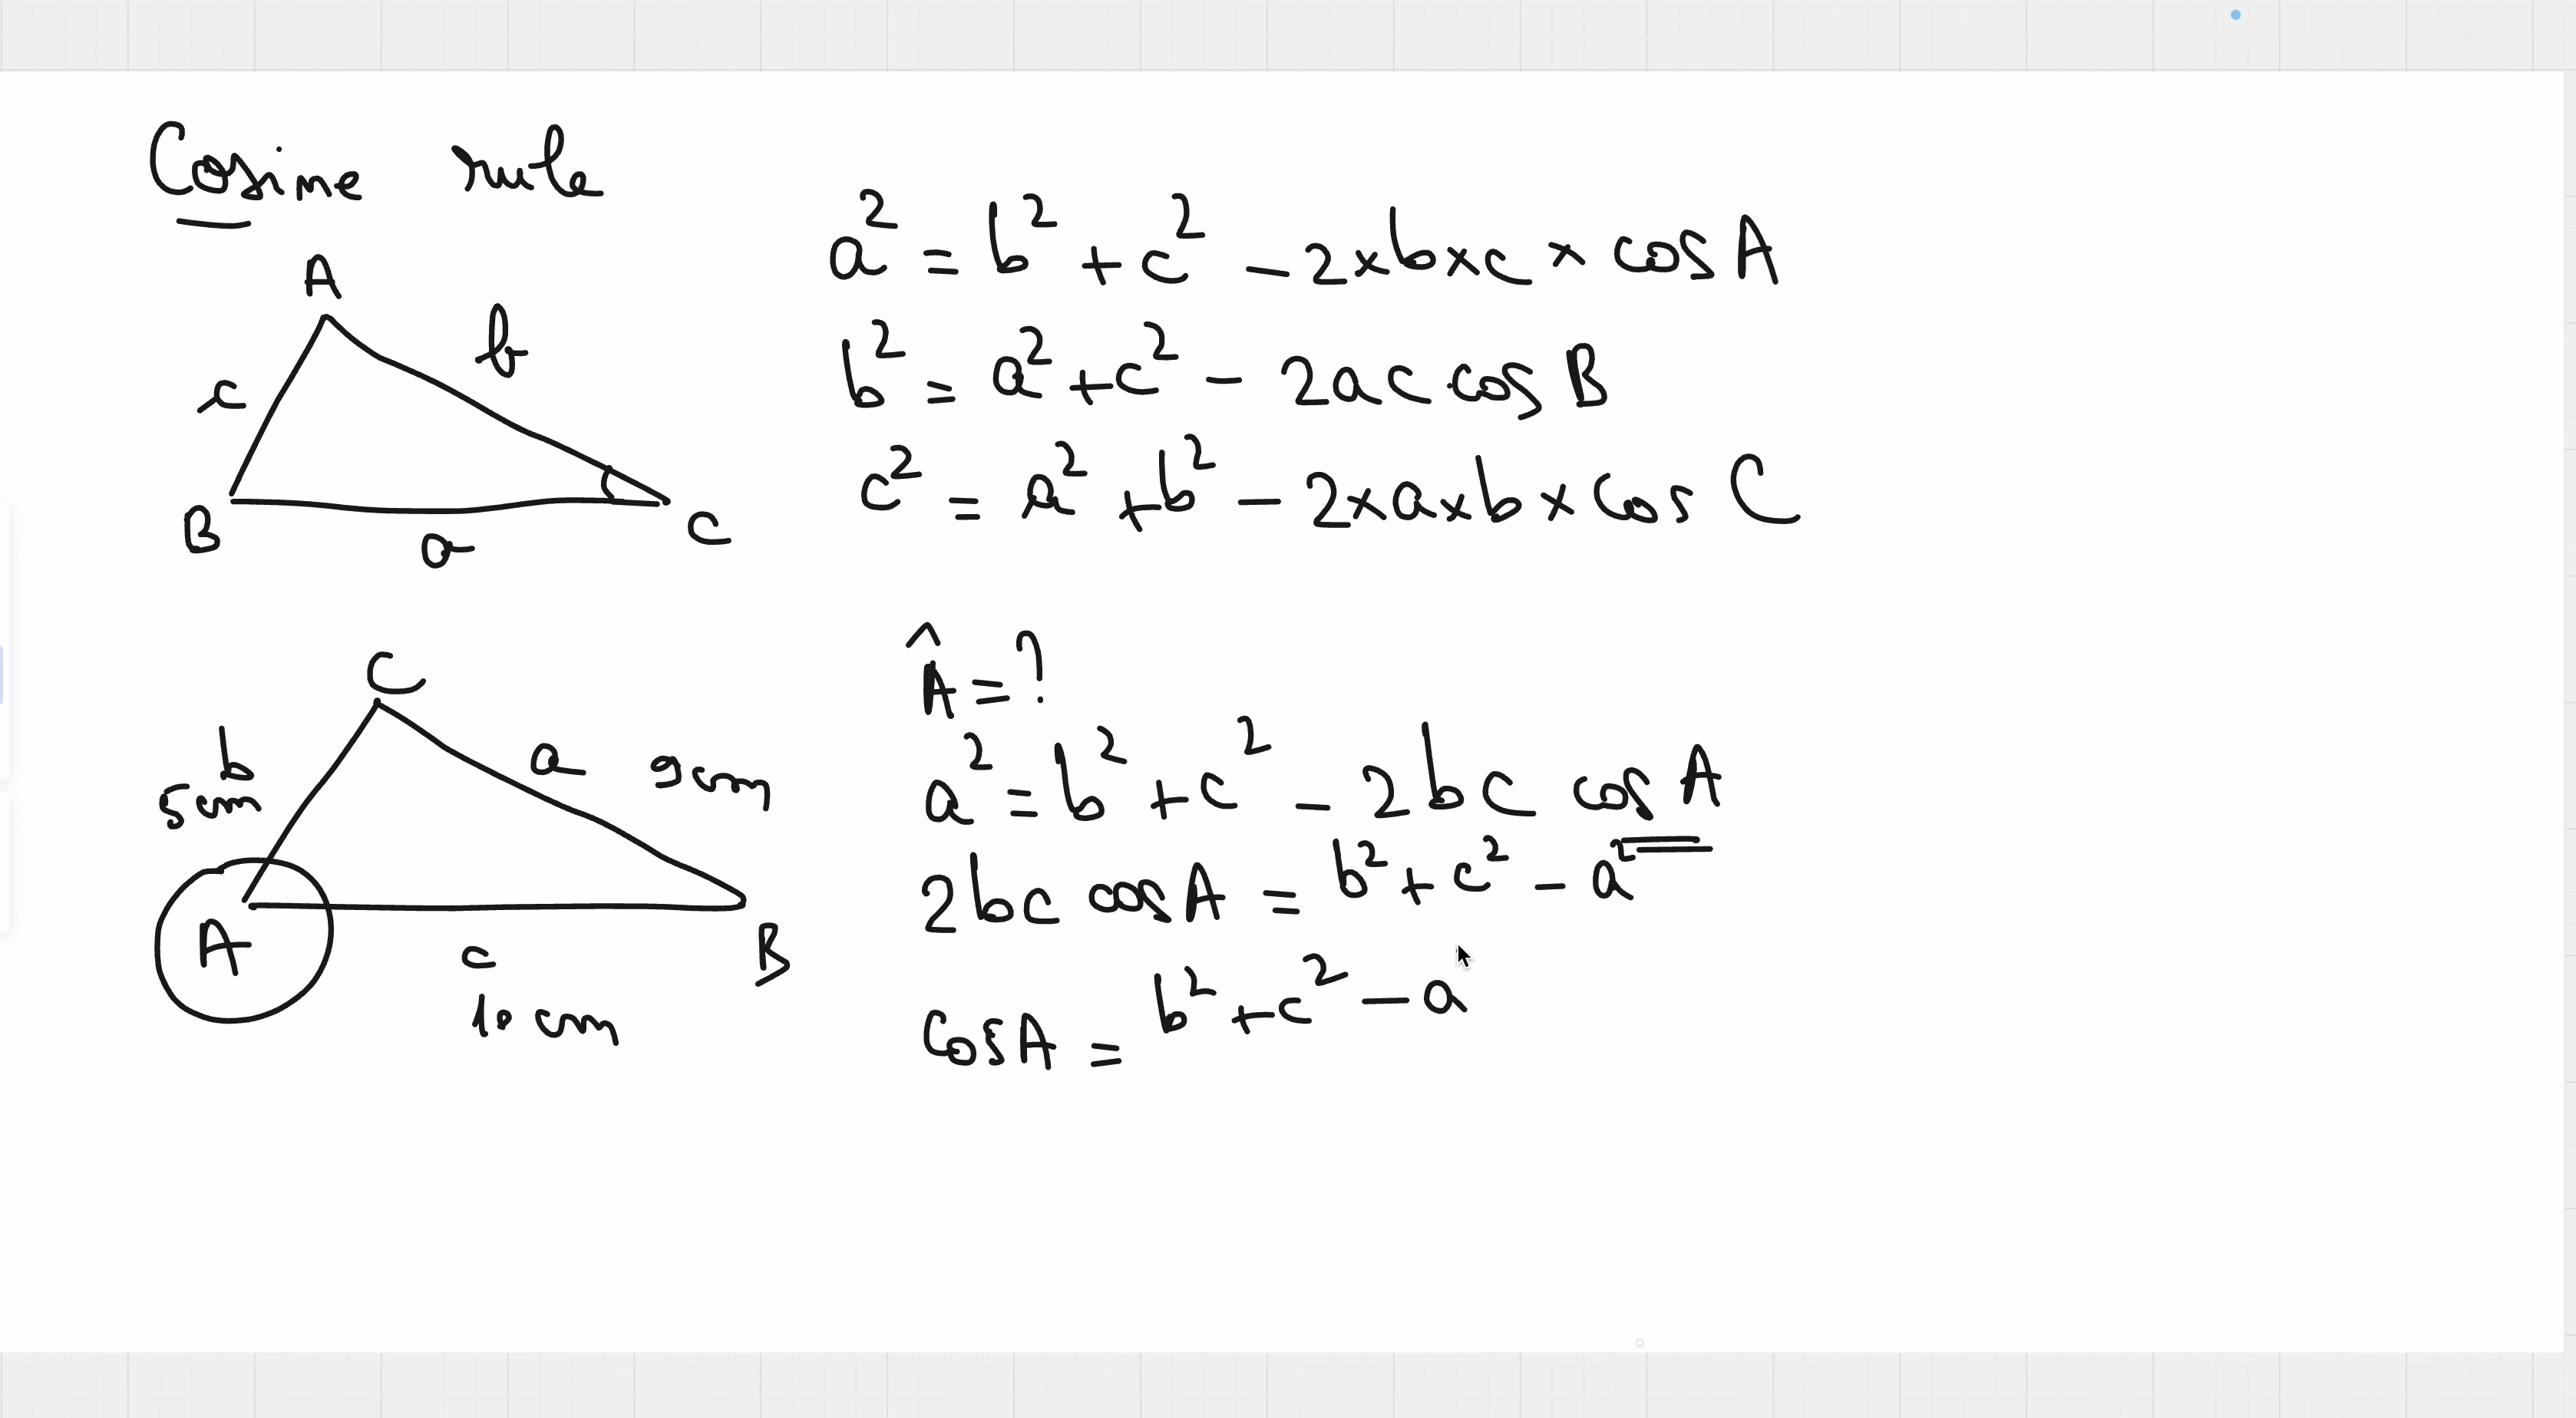 Cosine rule
A
b
c
B
a
C
a² = b² + c² - 2×b×c × cos A
b² = a² + c² - 2ac cos B
c² = a² + b² - 2×a×b × cos C
C
b
5cm
a 9cm
A
c
B
10 cm
Â = ?
a² = b² + c² - 2bc cos A
2bc cos A = b² + c² - a²
cos A = b² + c² - a